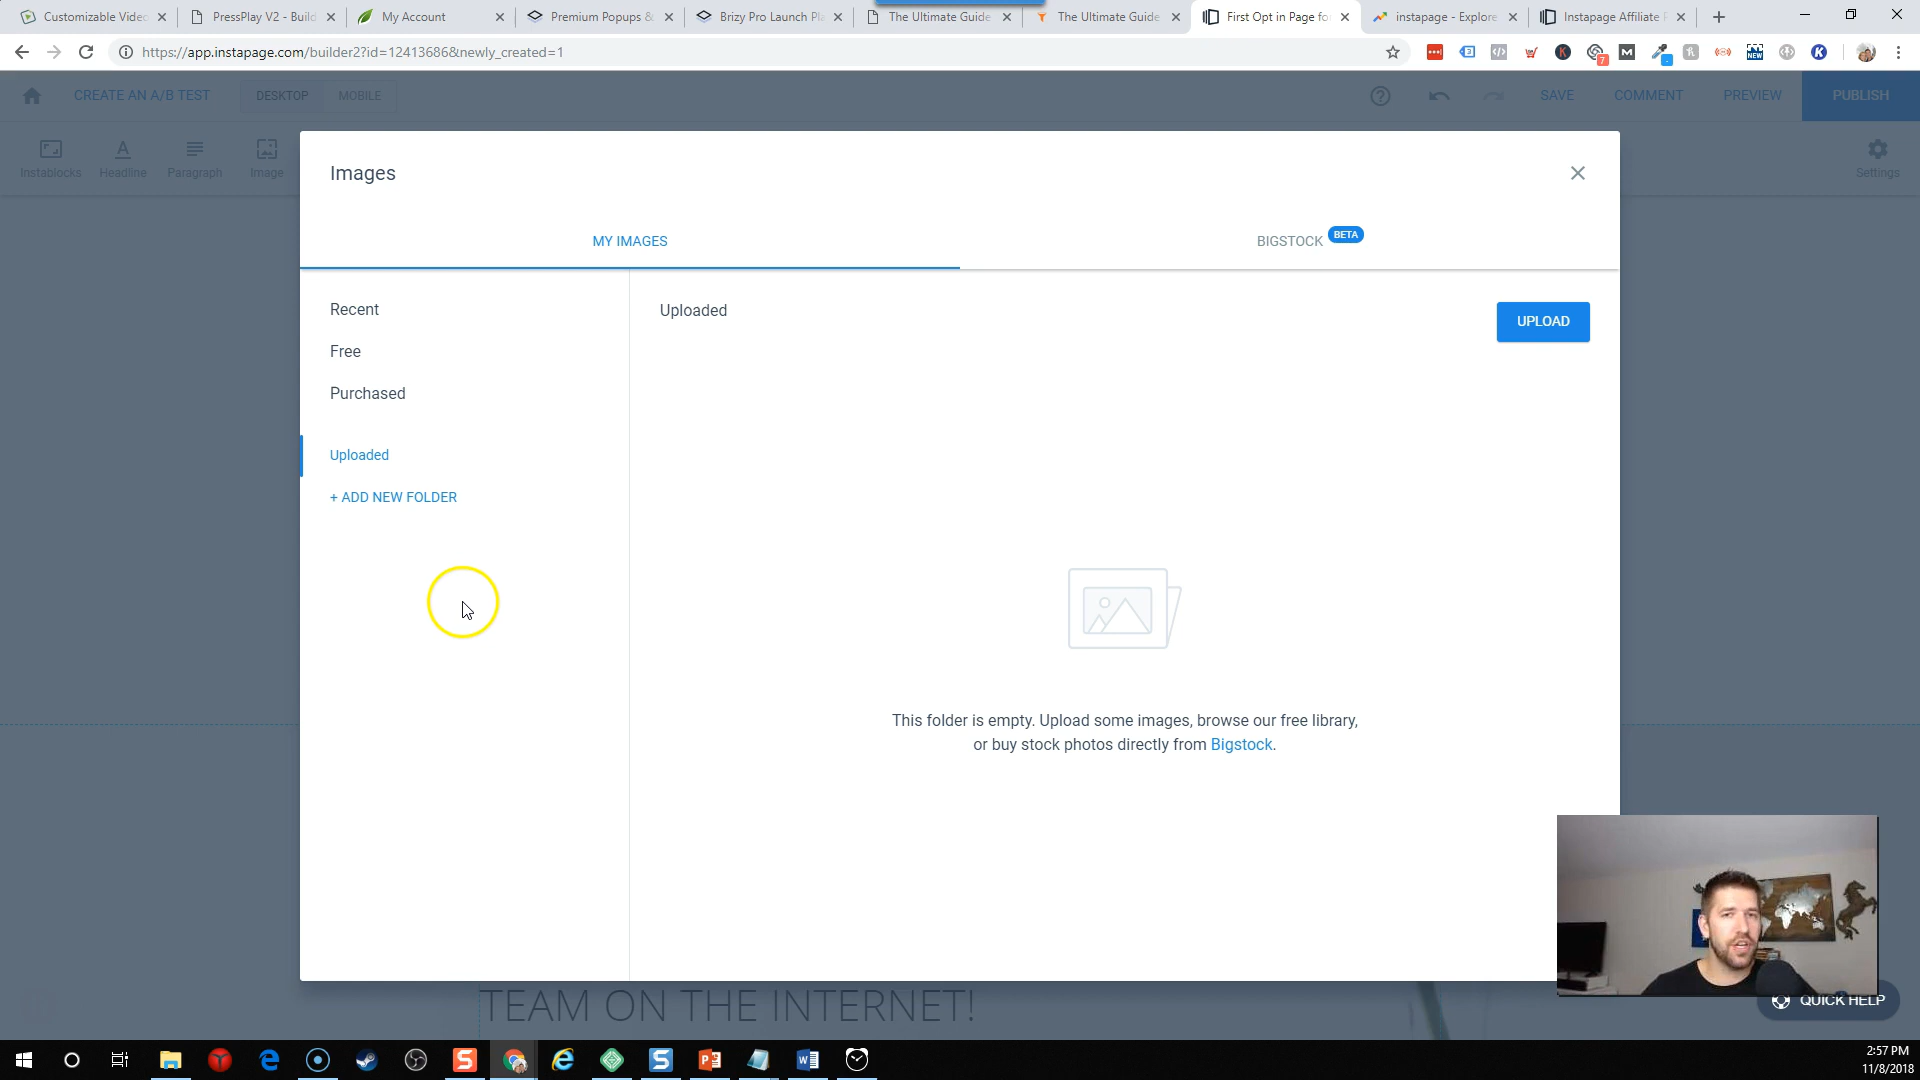 Customizable Video
PressPlay V2 - Build
My Account
Premium Popups &
Brizy Pro Launch Pl
The Ultimate Guide
The Ultimate Guide
First Opt in Page fo
instapage - Explore
Instapage Affiliate P
https://app.instapage.com/builder2?id=12413686&newly_created=1
7
NEW
CREATE AN A/B TEST
DESKTOP
MOBILE
SAVE
COMMENT
PREVIEW
PUBLISH
Instablocks
Headline
Paragraph
Image
Settings
Images
MY IMAGES
BIGSTOCK BETA
Recent
Free
Purchased
Uploaded
+ ADD NEW FOLDER
Uploaded
UPLOAD
This folder is empty. Upload some images, browse our free library,
or buy stock photos directly from Bigstock.
TEAM ON THE INTERNET!
QUICK HELP
2:57 PM
11/8/2018